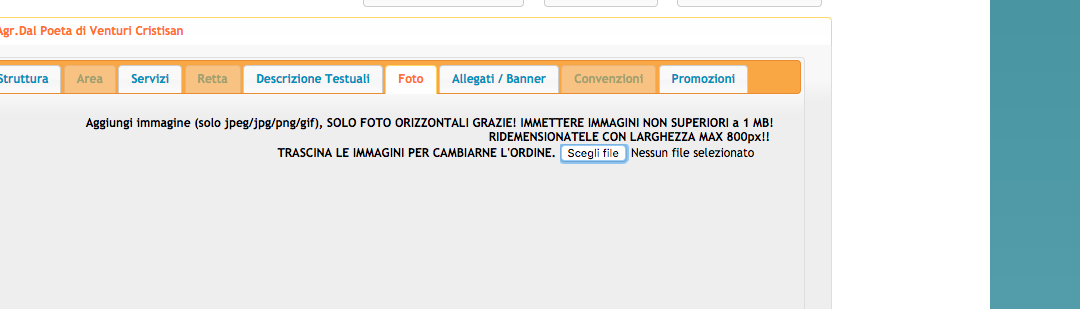 Agr.Dal Poeta di Venturi Cristisan
Struttura Area Servizi Retta Descrizione Testuali Foto Allegati / Banner Convenzioni Promozioni
Aggiungi immagine (solo jpeg/jpg/png/gif), SOLO FOTO ORIZZONTALI GRAZIE! IMMETTERE IMMAGINI NON SUPERIORI a 1 MB!
RIDEMENSIONATELE CON LARGHEZZA MAX 800px!!
TRASCINA LE IMMAGINI PER CAMBIARNE L'ORDINE. Scegli file Nessun file selezionato